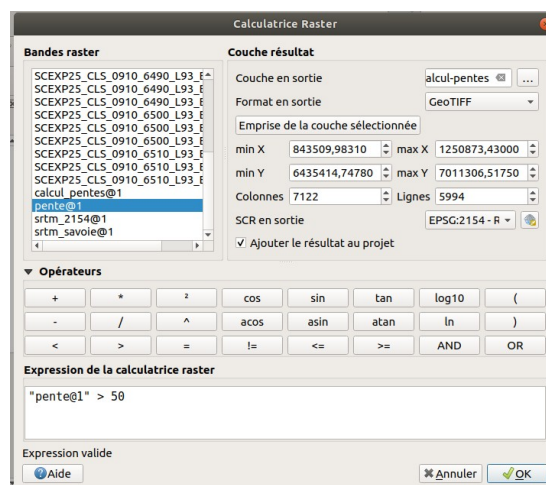 Calculatrice Raster
Bandes raster
SCEXP25_CLS_0910_6490_L93_E
SCEXP25_CLS_0910_6490_L93_E
SCEXP25_CLS_0910_6490_L93_E
SCEXP25_CLS_0910_6500_L93_E
SCEXP25_CLS_0910_6500_L93_E
SCEXP25_CLS_0910_6500_L93_E
SCEXP25_CLS_0910_6510_L93_E
SCEXP25_CLS_0910_6510_L93_E
SCEXP25_CLS_0910_6510_L93_E
calcul_pentes@1
pente@1
srtm_2154@1
srtm_savoie@1
Couche résultat
Couche en sortie alcul-pentes ...
Format en sortie GeoTIFF
Emprise de la couche sélectionnée
min X 843509,98310 max X 1250873,43000
min Y 6435414,74780 max Y 7011306,51750
Colonnes 7122 Lignes 5994
SCR en sortie EPSG:2154 - R
Ajouter le résultat au projet
Opérateurs
+ * ² cos sin tan log10 (
- / ^ acos asin atan ln )
< > = != <= >= AND OR
Expression de la calculatrice raster
"pente@1" > 50
Expression valide
Aide Annuler OK